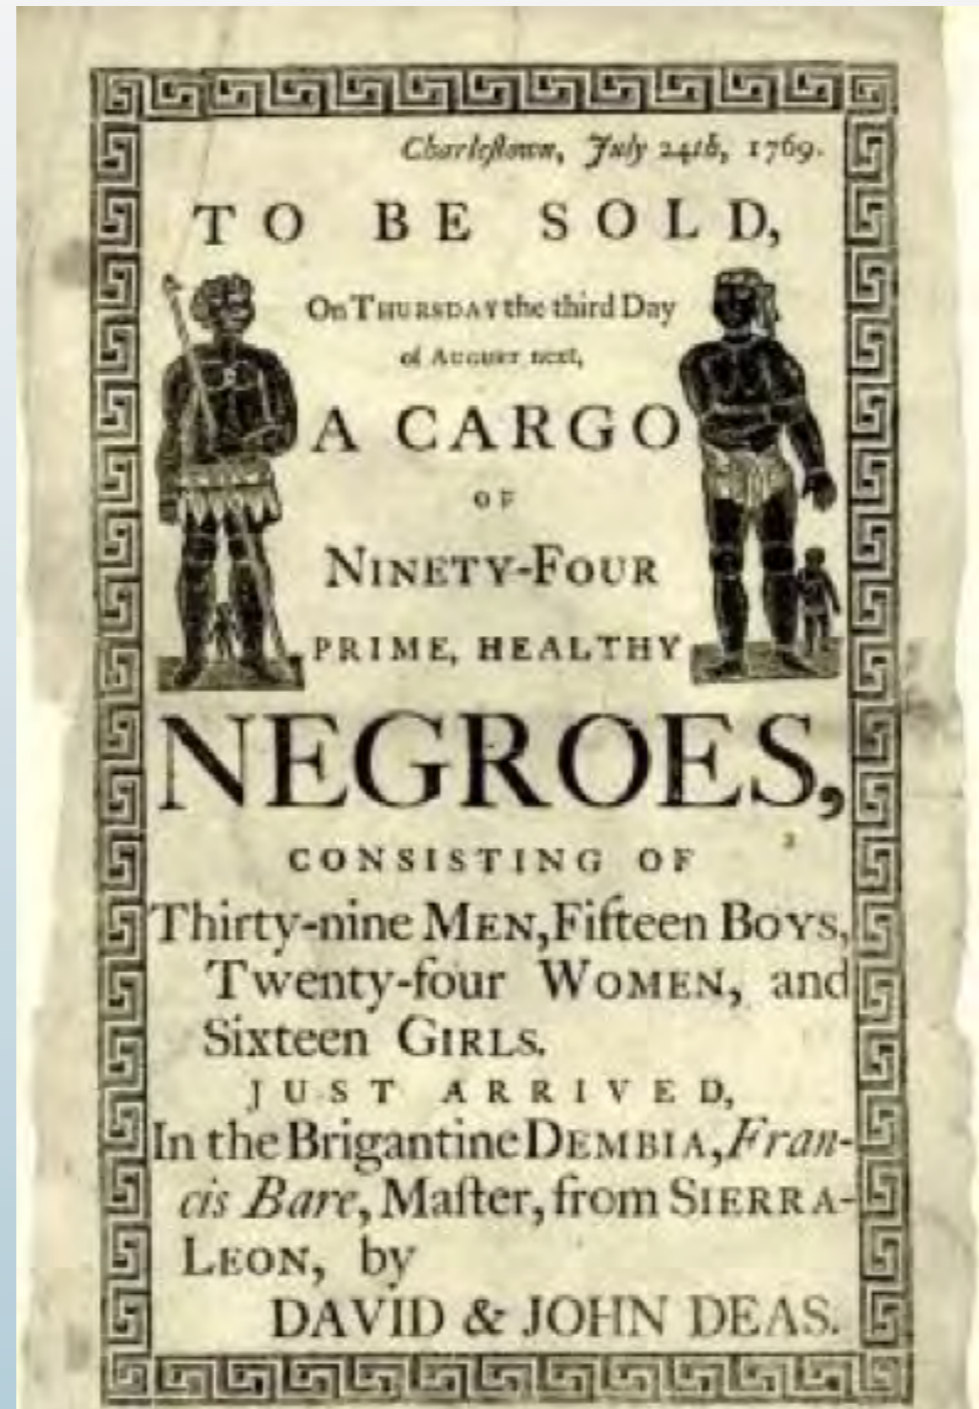 Charlestown, July 24th, 1769.
TO BE SOLD,
On THURSDAY the third Day
of AUGUST next,
A CARGO
OF
NINETY-FOUR
PRIME, HEALTHY
NEGROES,
CONSISTING OF
Thirty-nine MEN, Fifteen BOYS,
Twenty-four WOMEN, and
Sixteen GIRLS.
JUST ARRIVED,
In the Brigantine DEMBIA, Fran-
cis Bare, Maſter, from SIERRA-
LEON, by
DAVID & JOHN DEAS.